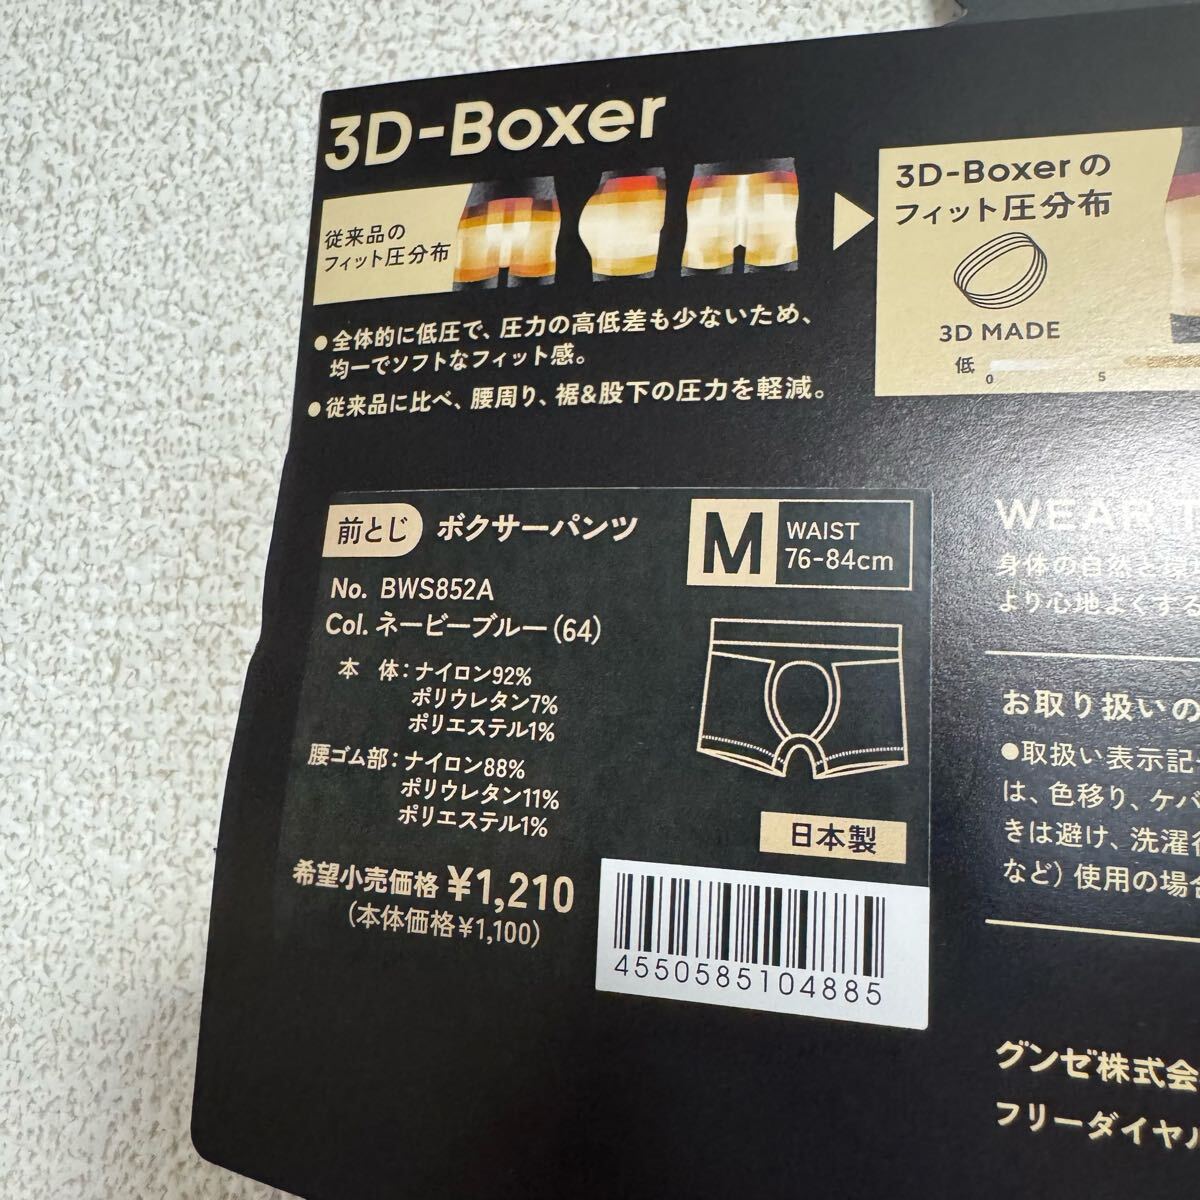 3D-Boxer
従来品の
フィット圧分布
3D-Boxerの
フィット圧分布
3D MADE
低
0 5
●全体的に低圧で、圧力の高低差も少ないため、
均一でソフトなフィット感。
●従来品に比べ、腰周り、裾&股下の圧力を軽減。
前とじ ボクサーパンツ
M WAIST
76-84cm
No. BWS852A
Col. ネービーブルー(64)
本 体:ナイロン92%
ポリウレタン7%
ポリエステル1%
腰ゴム部:ナイロン88%
ポリウレタン11%
ポリエステル1%
日本製
希望小売価格 ¥1,210
(本体価格¥1,100)
4550585104885
WEAR
身体の自然と
より心地よくする
お取り扱いの
●取扱い表示記
は、色移り、ケバ
きは避け、洗濯
など)使用の場合
グンゼ株式会
フリーダイヤル